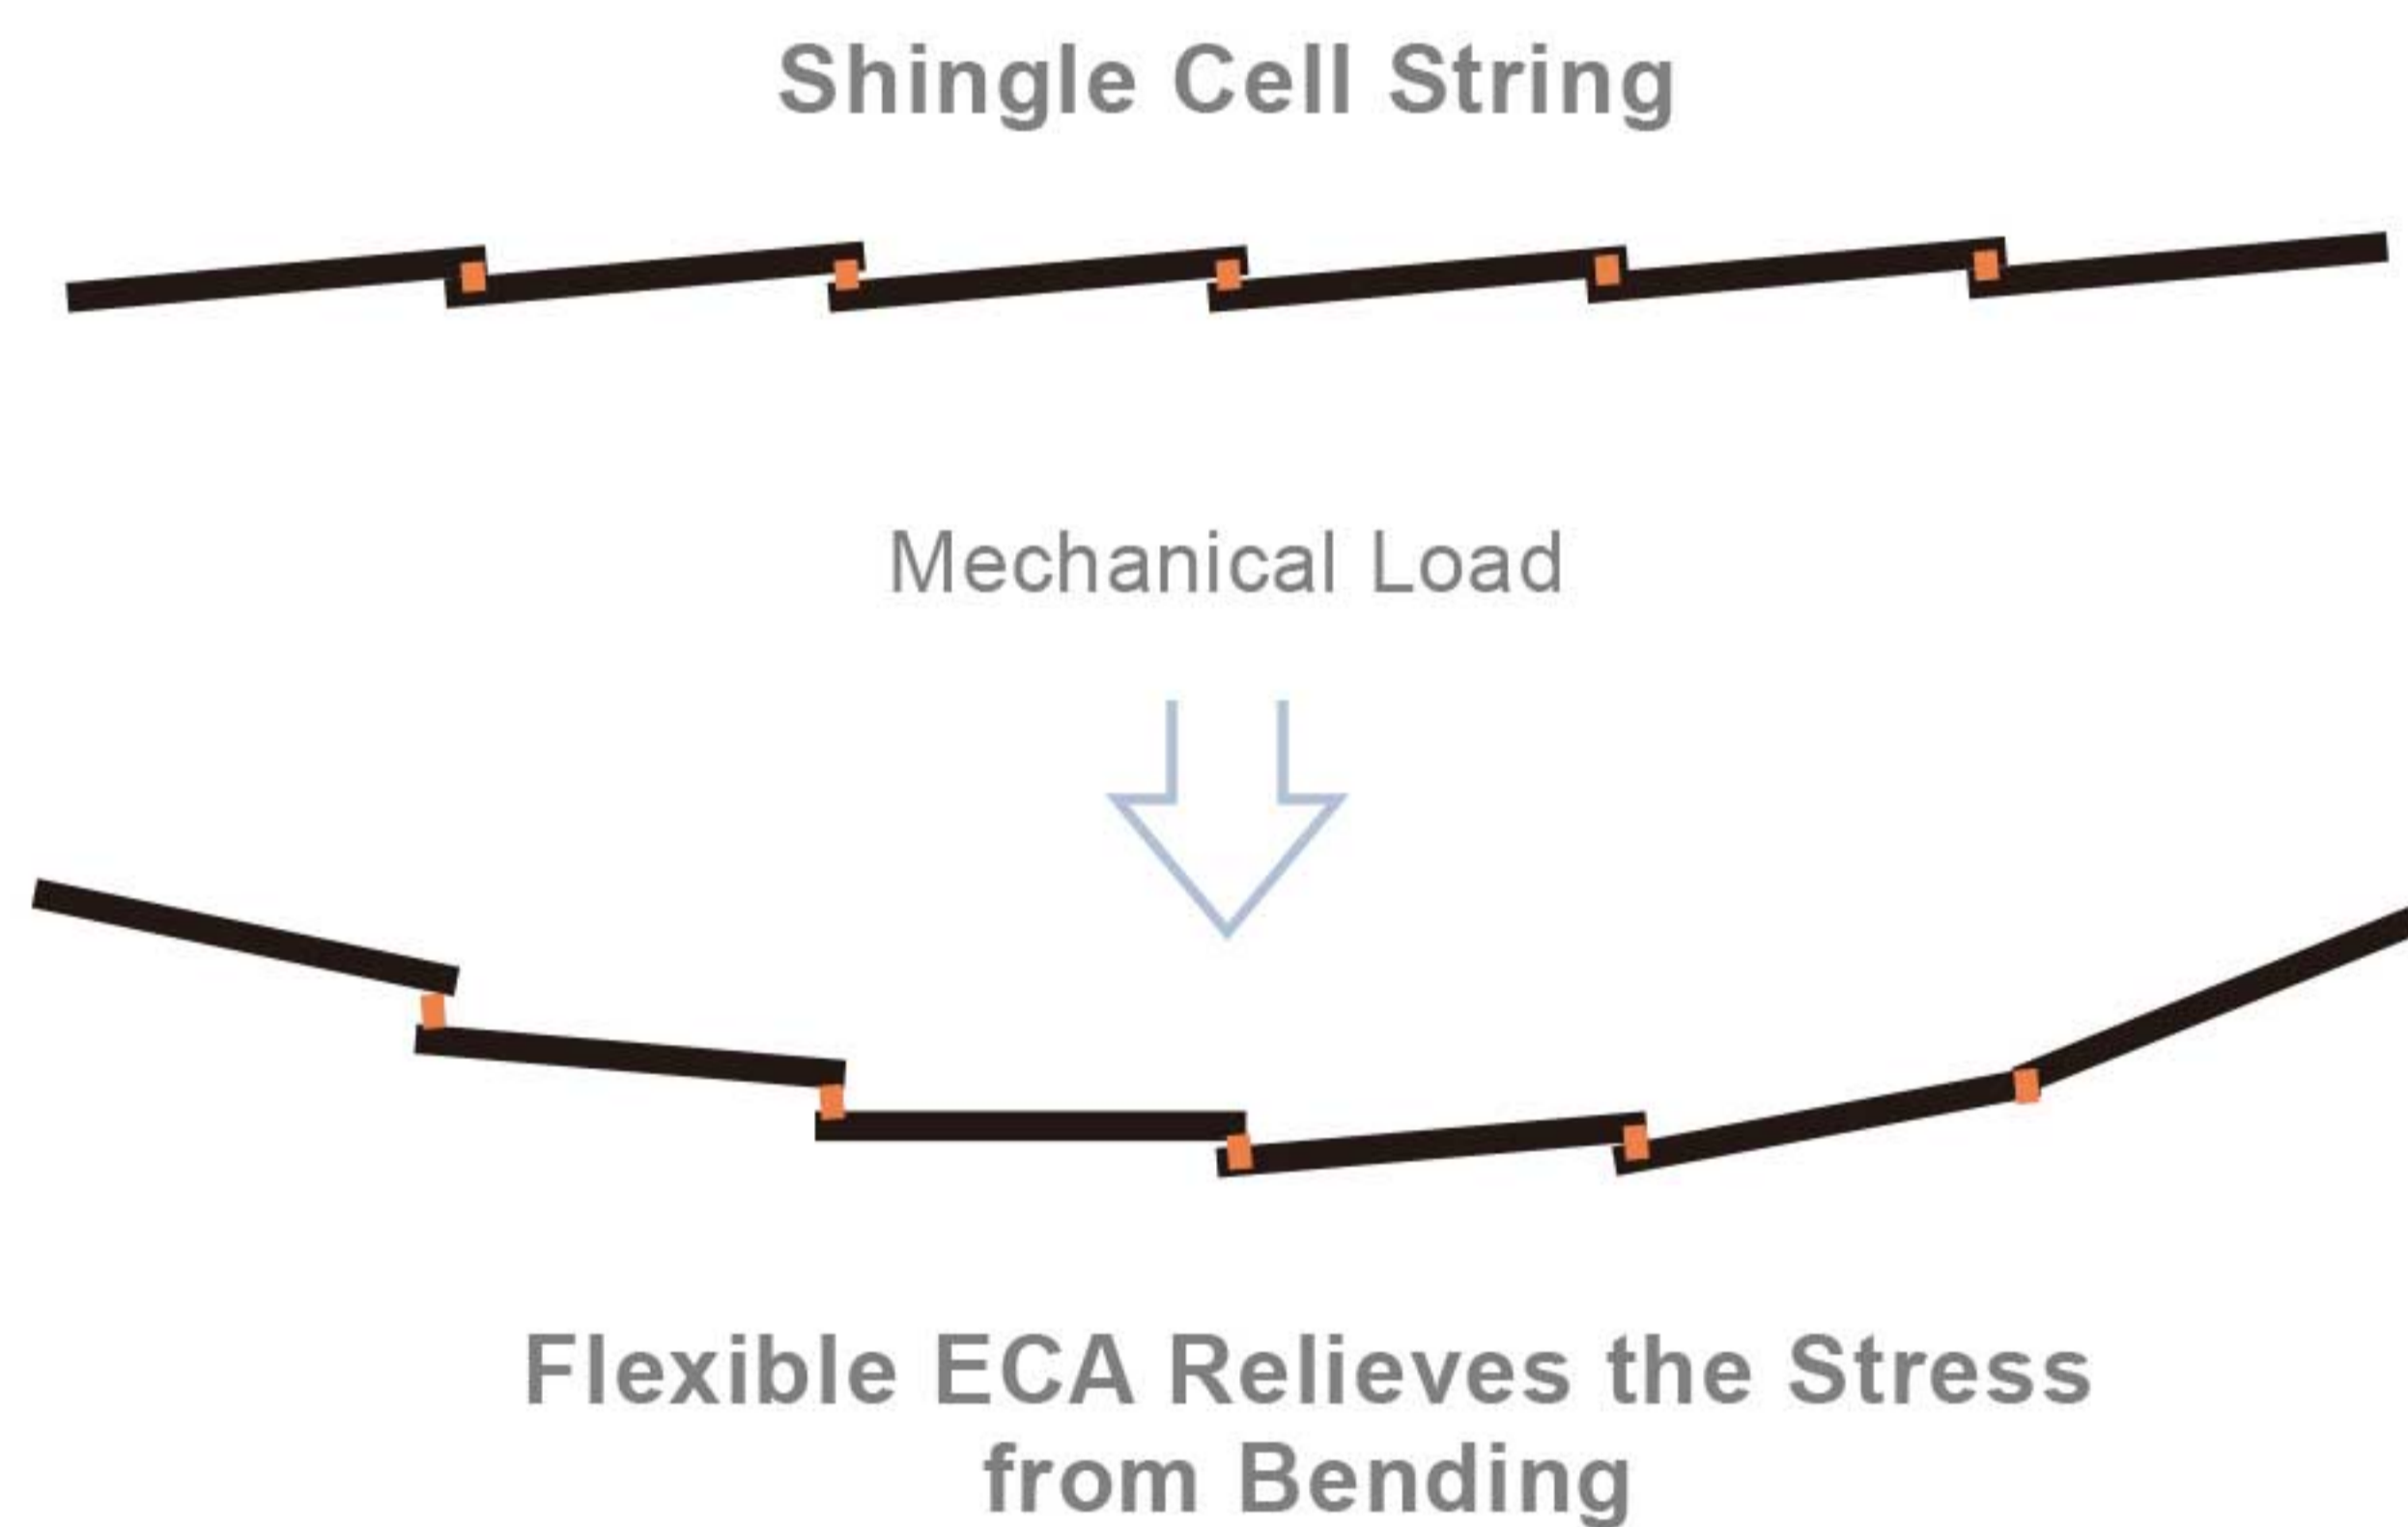 Shingle Cell String
Mechanical Load
Flexible ECA Relieves the Stress
from Bending